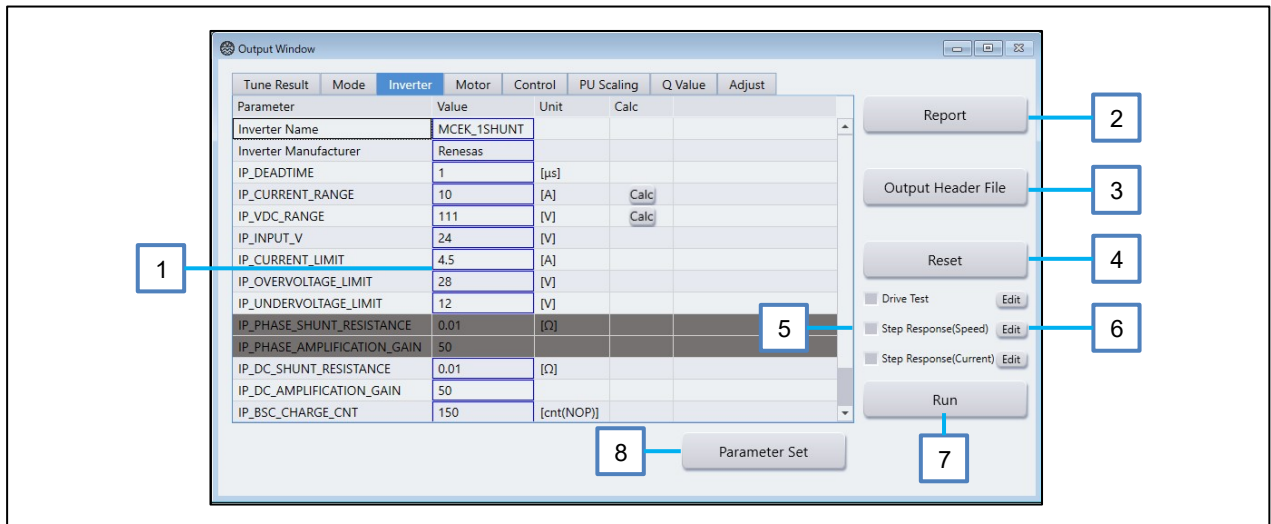 Output Window
Tune Result Mode Inverter Motor Control PU Scaling Q Value Adjust
Parameter Value Unit Calc
Inverter Name MCEK_1SHUNT
Inverter Manufacturer Renesas
IP_DEADTIME 1 [μs]
IP_CURRENT_RANGE 10 [A] Calc
IP_VDC_RANGE 111 [V] Calc
IP_INPUT_V 24 [V]
IP_CURRENT_LIMIT 4.5 [A]
IP_OVERVOLTAGE_LIMIT 28 [V]
IP_UNDERVOLTAGE_LIMIT 12 [V]
IP_PHASE_SHUNT_RESISTANCE 0.01 [Ω]
IP_PHASE_AMPLIFICATION_GAIN 50
IP_DC_SHUNT_RESISTANCE 0.01 [Ω]
IP_DC_AMPLIFICATION_GAIN 50
IP_BSC_CHARGE_CNT 150 [cnt(NOP)]
1
Report 2
Output Header File 3
Reset 4
Drive Test Edit
5 Step Response(Speed) Edit 6
Step Response(Current) Edit
Run
7
8 Parameter Set